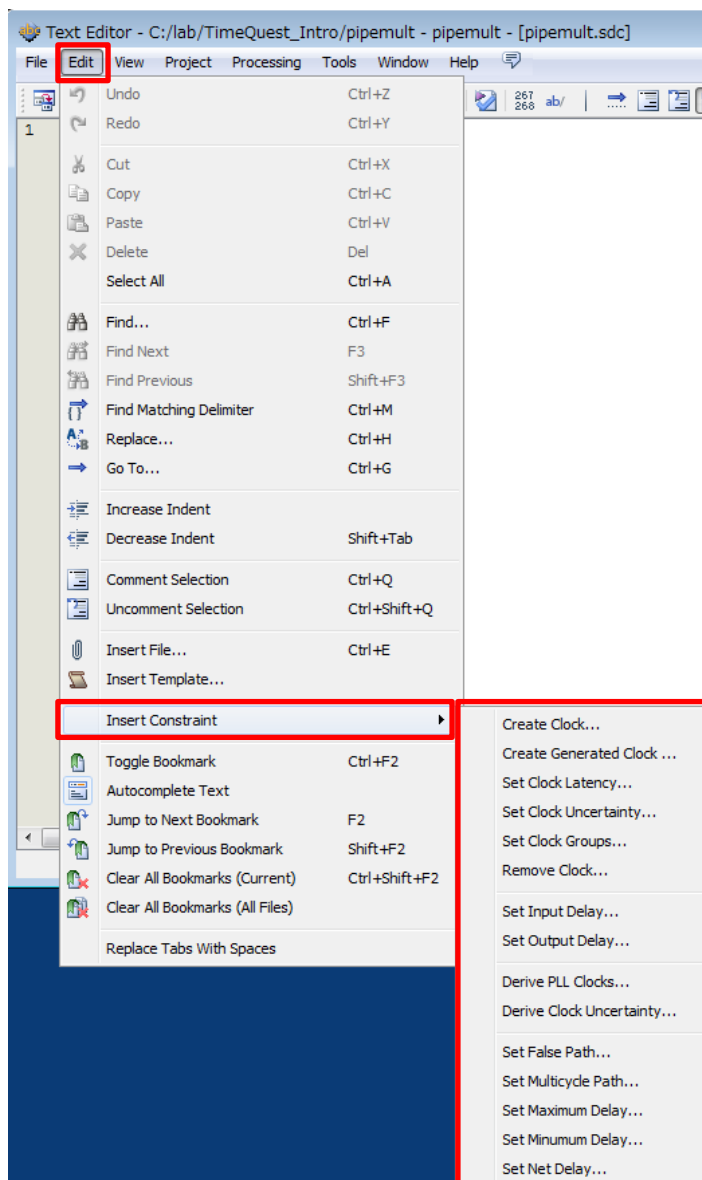 Text Editor - C:/lab/TimeQuest_Intro/pipemult - pipemult - [pipemult.sdc]
File Edit View Project Processing Tools Window Help
267
268 ab/
1
Undo Ctrl+Z
Redo Ctrl+Y
Cut Ctrl+X
Copy Ctrl+C
Paste Ctrl+V
Delete Del
Select All Ctrl+A
Find... Ctrl+F
Find Next F3
Find Previous Shift+F3
Find Matching Delimiter Ctrl+M
Replace... Ctrl+H
Go To... Ctrl+G
Increase Indent
Decrease Indent Shift+Tab
Comment Selection Ctrl+Q
Uncomment Selection Ctrl+Shift+Q
Insert File... Ctrl+E
Insert Template...
Insert Constraint
Toggle Bookmark Ctrl+F2
Autocomplete Text
Jump to Next Bookmark F2
Jump to Previous Bookmark Shift+F2
Clear All Bookmarks (Current) Ctrl+Shift+F2
Clear All Bookmarks (All Files)
Replace Tabs With Spaces
Create Clock...
Create Generated Clock ...
Set Clock Latency...
Set Clock Uncertainty...
Set Clock Groups...
Remove Clock...
Set Input Delay...
Set Output Delay...
Derive PLL Clocks...
Derive Clock Uncertainty...
Set False Path...
Set Multicycle Path...
Set Maximum Delay...
Set Minumum Delay...
Set Net Delay...